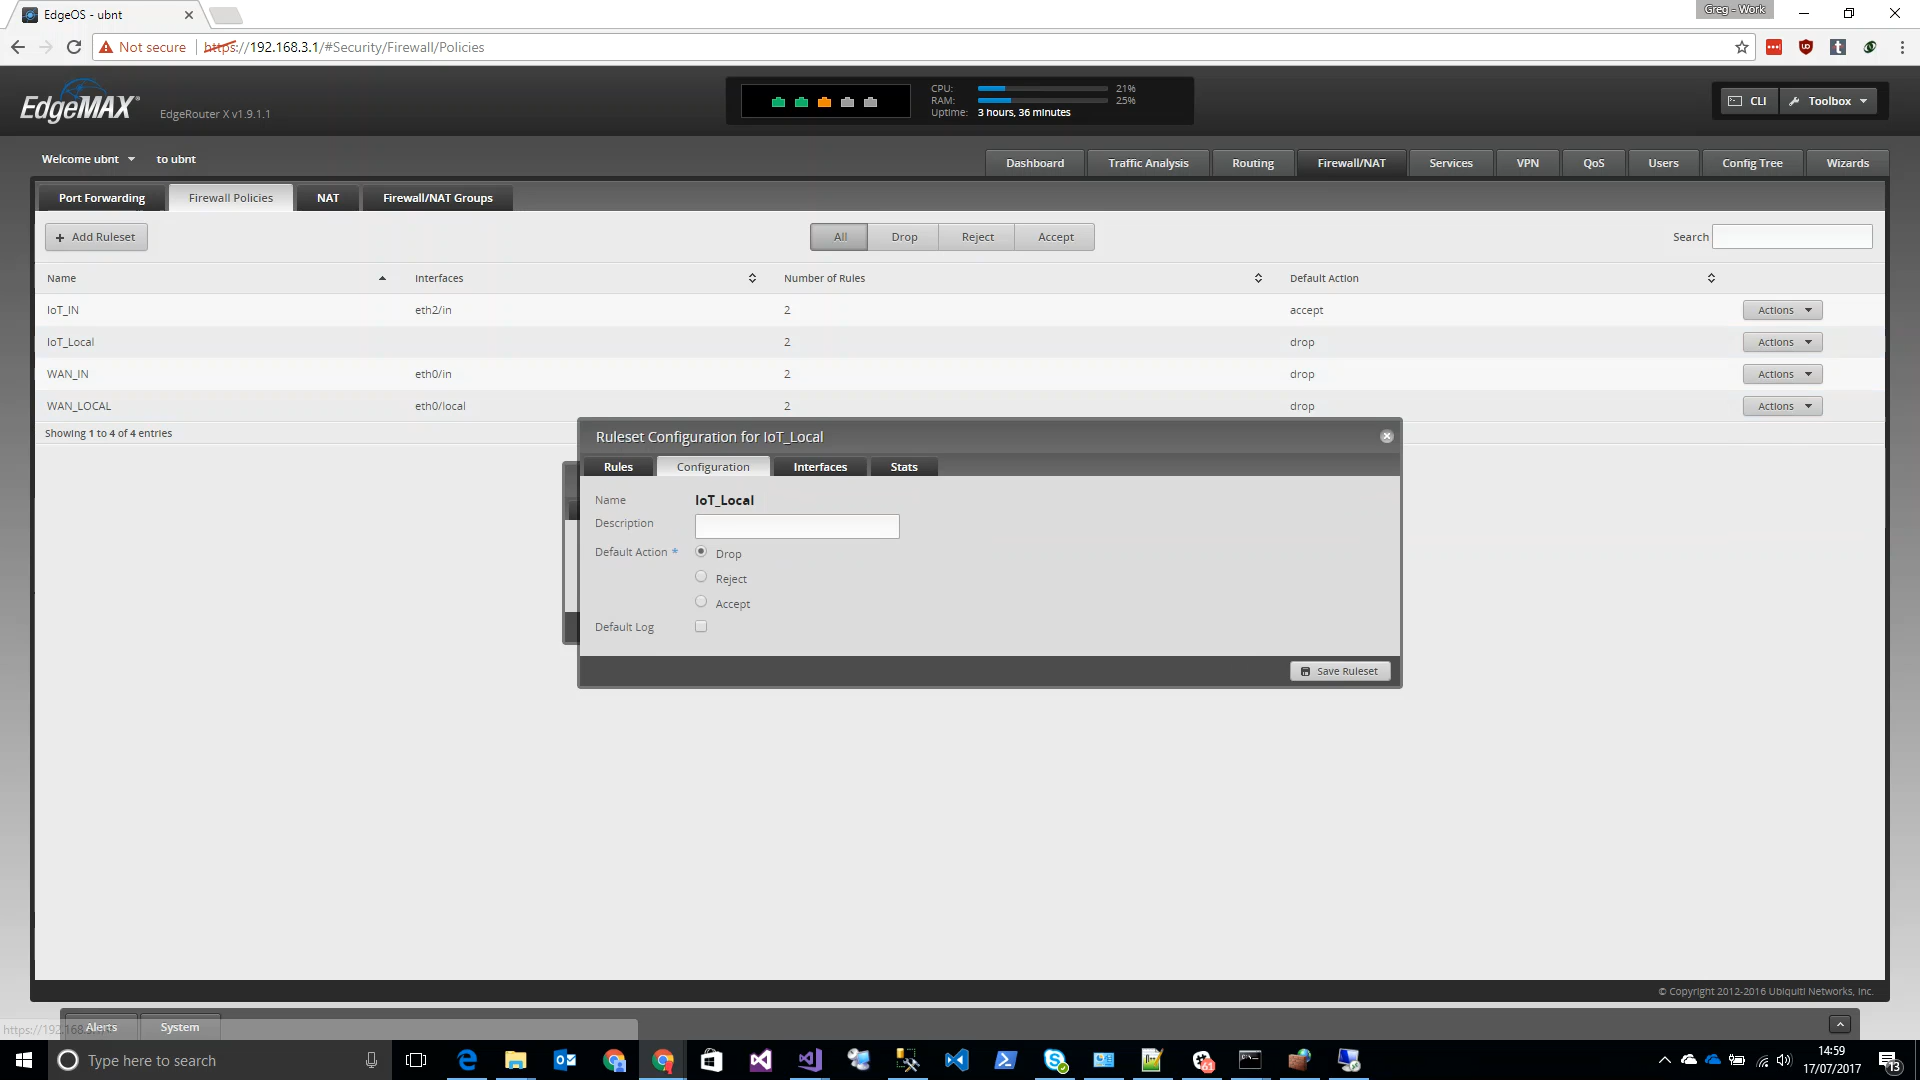 EdgeOS - ubnt
Greg - Work
Not secure https://192.168.3.1/#Security/Firewall/Policies
EdgeMAX
EdgeRouter X v1.9.1.1
CPU: 21%
RAM: 25%
Uptime: 3 hours, 36 minutes
CLI
Toolbox
Welcome ubnt to ubnt
Dashboard Traffic Analysis Routing Firewall/NAT Services VPN QoS Users Config Tree Wizards
Port Forwarding Firewall Policies NAT Firewall/NAT Groups
+ Add Ruleset
All Drop Reject Accept
Search
Name Interfaces Number of Rules Default Action
IoT_IN eth2/in 2 accept Actions
IoT_Local 2 drop Actions
WAN_IN eth0/in 2 drop Actions
WAN_LOCAL eth0/local 2 drop Actions
Showing 1 to 4 of 4 entries
Ruleset Configuration for IoT_Local
Rules Configuration Interfaces Stats
Name IoT_Local
Description
Default Action * Drop
Reject
Accept
Default Log
Save Ruleset
© Copyright 2012-2016 Ubiquiti Networks, Inc.
Alerts System
Type here to search
61
14:59
17/07/2017
13